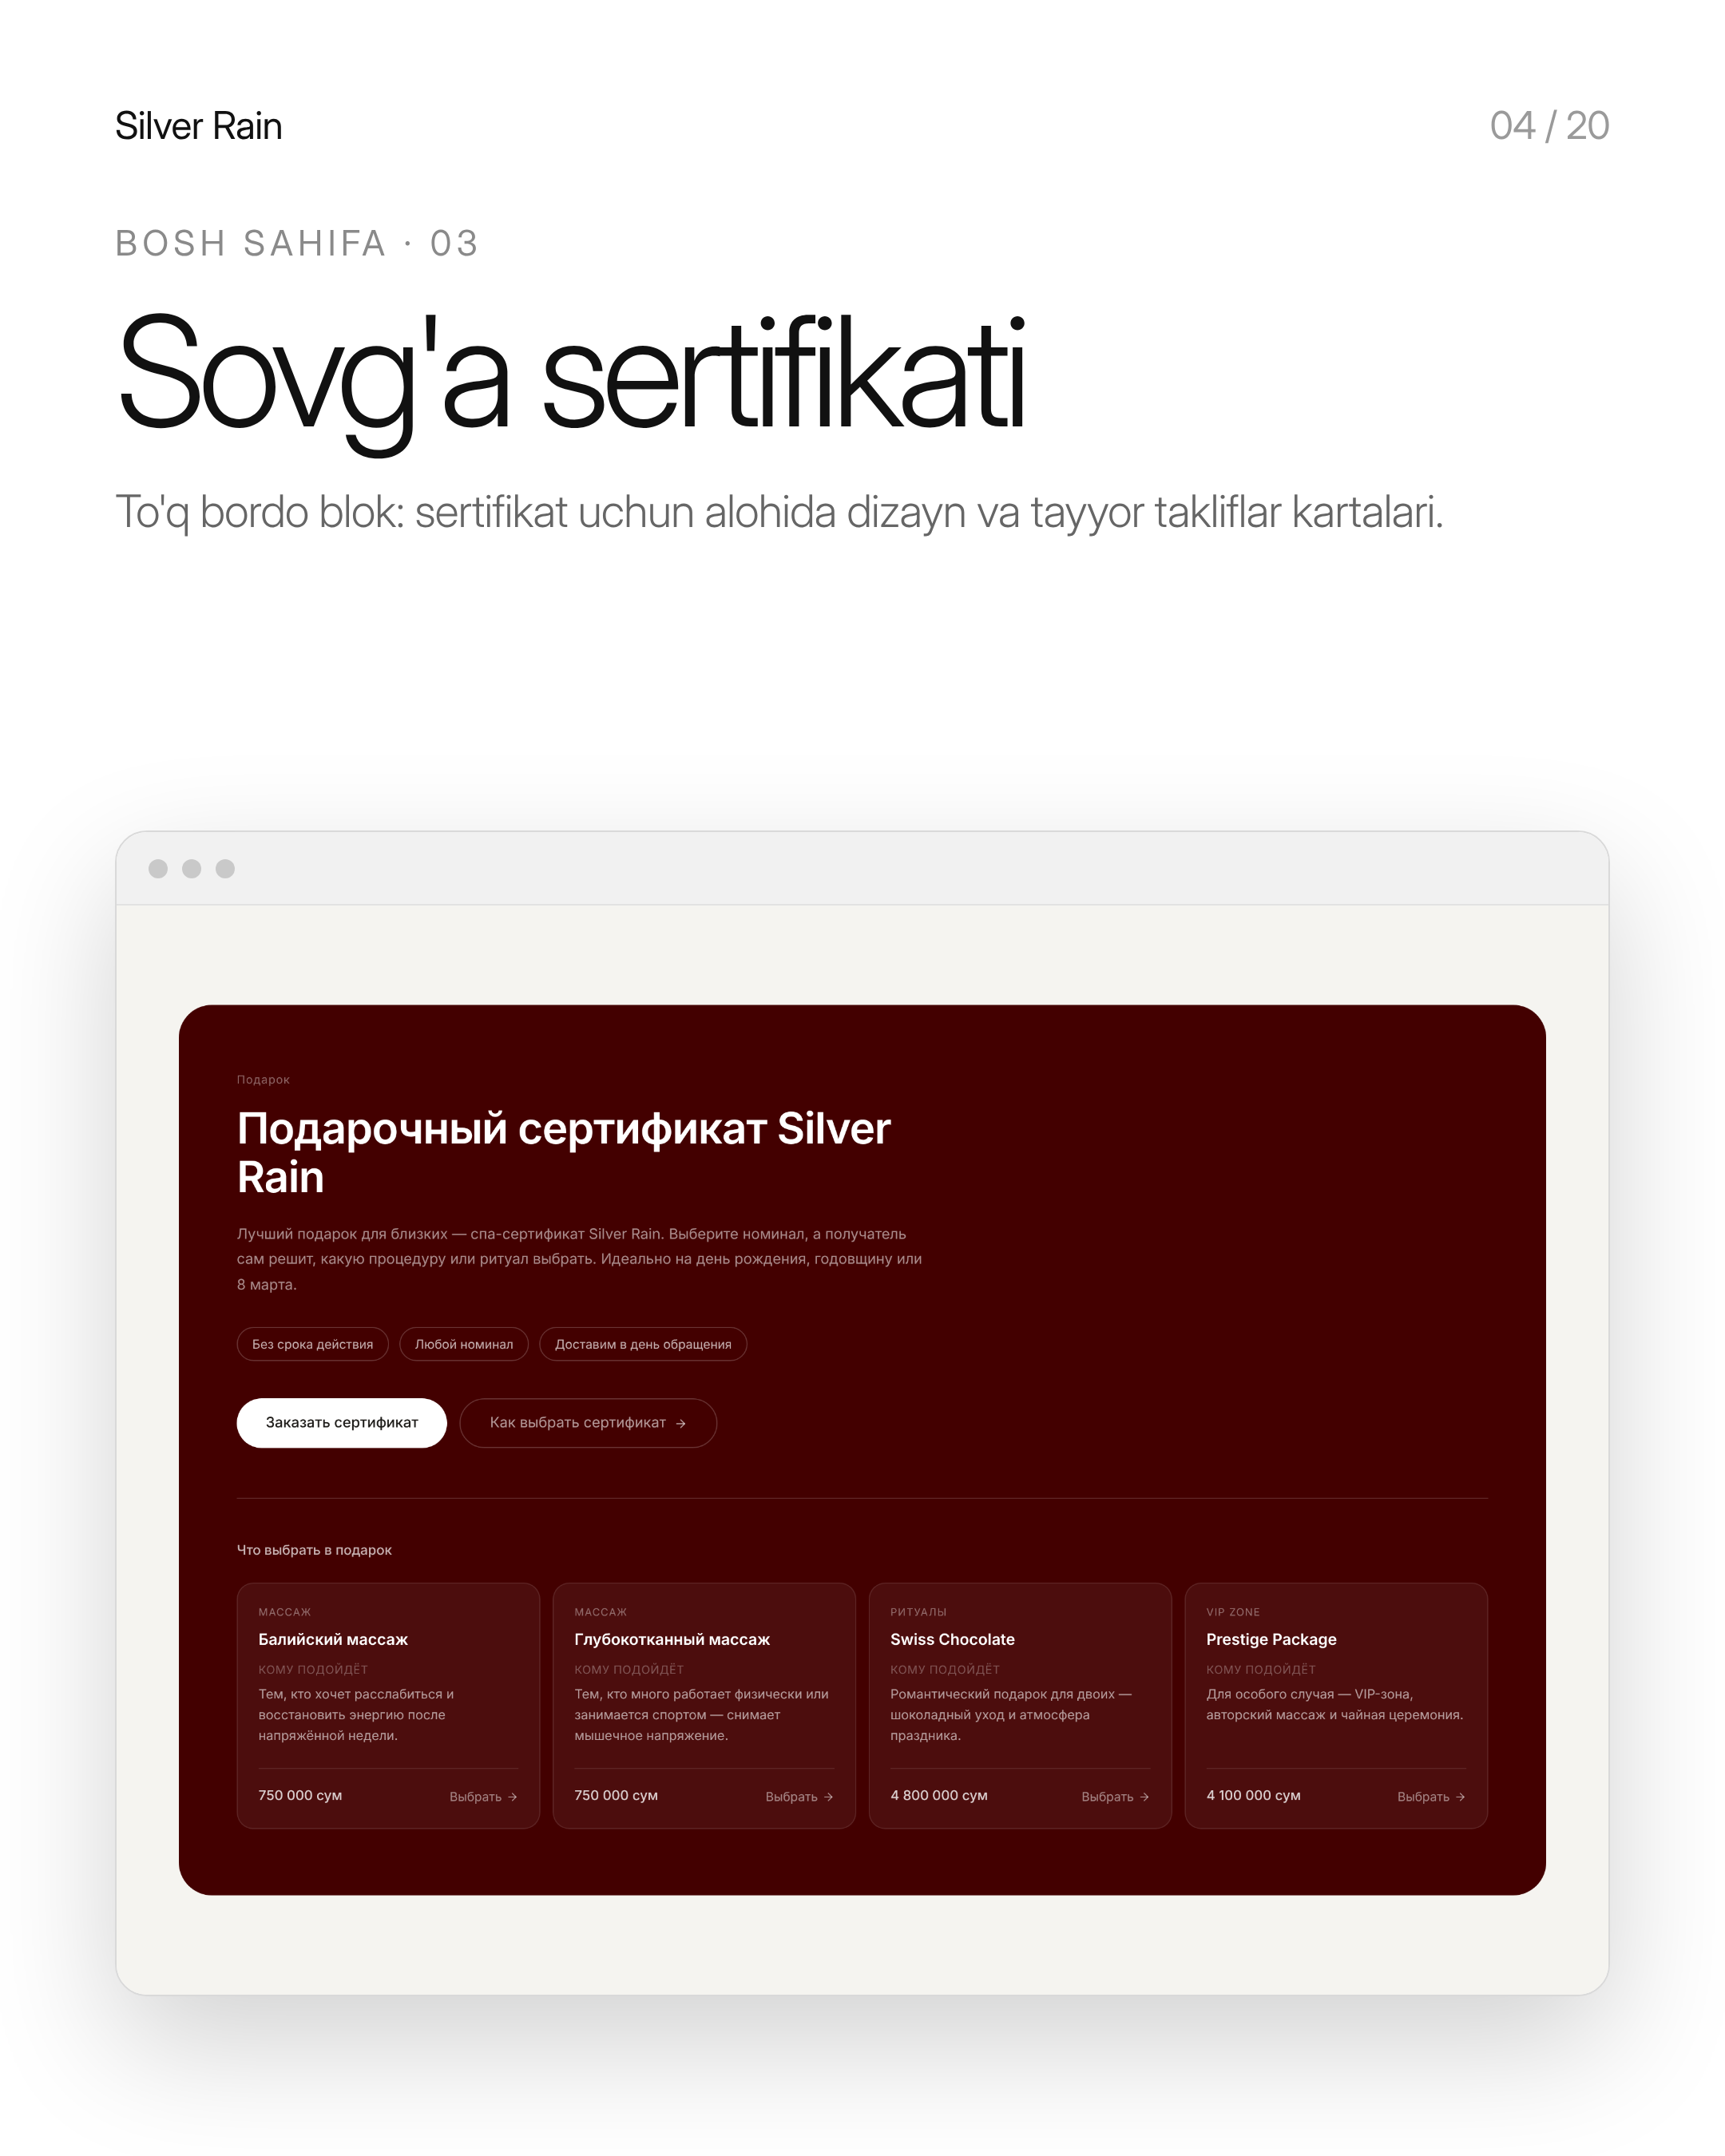 Silver Rain
04 / 20
BOSH SAHIFA · 03
Sovg'a sertifikati
To'q bordo blok: sertifikat uchun alohida dizayn va tayyor takliflar kartalari.
Подарок
Подарочный сертификат Silver
Rain
Лучший подарок для близких — спа-сертификат Silver Rain. Выберите номинал, а получатель
сам решит, какую процедуру или ритуал выбрать. Идеально на день рождения, годовщину или
8 марта.
Без срока действия
Любой номинал
Доставим в день обращения
Заказать сертификат
Как выбрать сертификат →
Что выбрать в подарок
МАССАЖ
Балийский массаж
КОМУ ПОДОЙДЁТ
Тем, кто хочет расслабиться и
восстановить энергию после
напряжённой недели.
750 000 сум
Выбрать →
МАССАЖ
Глубокотканный массаж
КОМУ ПОДОЙДЁТ
Тем, кто много работает физически или
занимается спортом — снимает
мышечное напряжение.
750 000 сум
Выбрать →
РИТУАЛЫ
Swiss Chocolate
КОМУ ПОДОЙДЁТ
Романтический подарок для двоих —
шоколадный уход и атмосфера
праздника.
4 800 000 сум
Выбрать →
VIP ZONE
Prestige Package
КОМУ ПОДОЙДЁТ
Для особого случая — VIP-зона,
авторский массаж и чайная церемония.
4 100 000 сум
Выбрать →